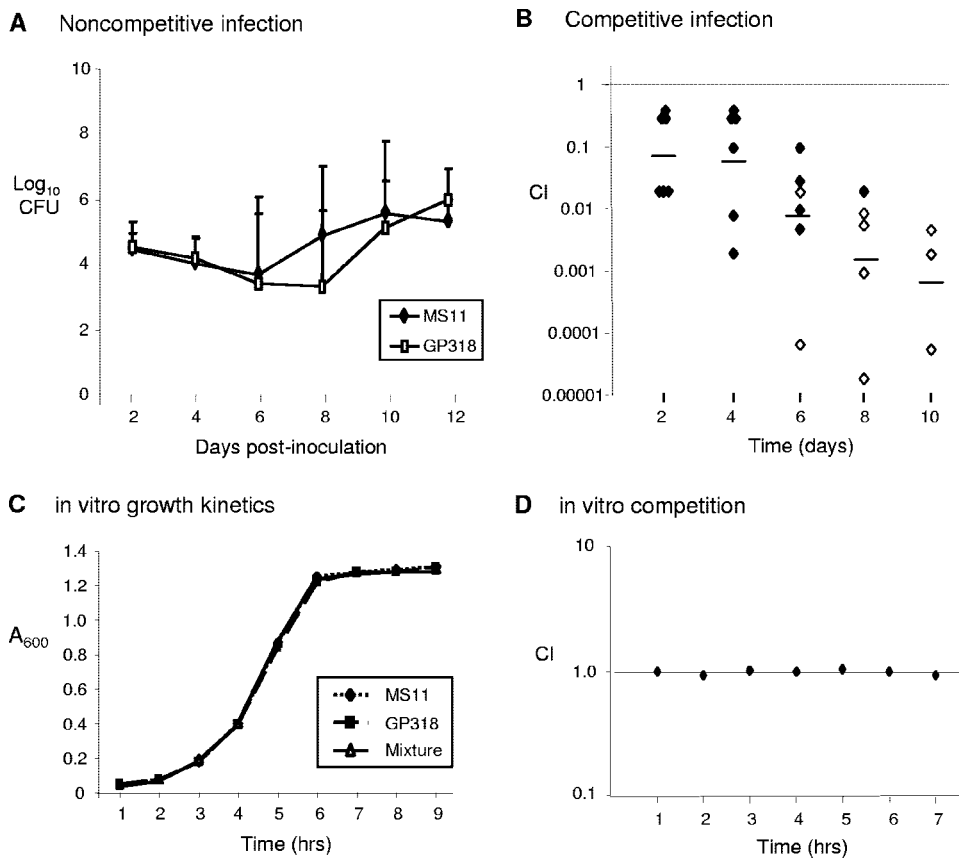 A Noncompetitive infection
10
8
6
4
2
0
Log10
CFU
MS11
GP318
2 4 6 8 10 12
Days post-inoculation
B Competitive infection
1
0.1
0.01
0.001
0.0001
0.00001
CI
2 4 6 8 10
Time (days)
C in vitro growth kinetics
1.4
1.2
1.0
0.8
0.6
0.4
0.2
0
A600
MS11
GP318
Mixture
1 2 3 4 5 6 7 8 9
Time (hrs)
D in vitro competition
10
1.0
0.1
CI
1 2 3 4 5 6 7
Time (hrs)